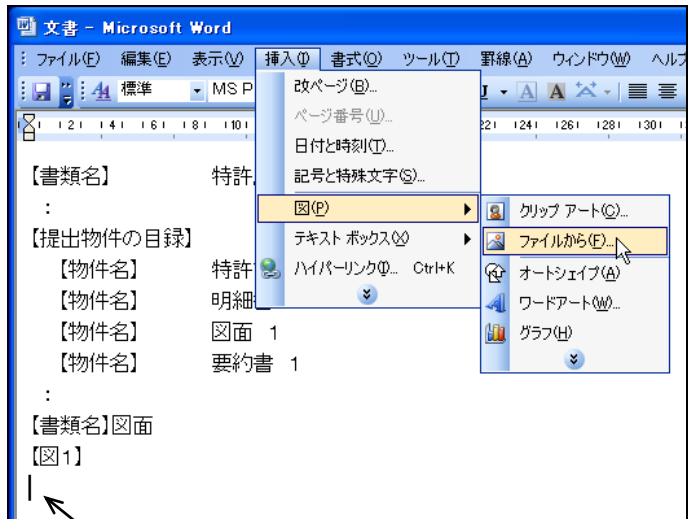 文書 - Microsoft Word
ファイル(F) 編集(E) 表示(V) 挿入(I) 書式(O) ツール(T) 罫線(A) ウィンドウ(W) ヘルプ
標準 MS P
改ページ(B)...
ページ番号(U)...
日付と時刻(T)...
記号と特殊文字(S)...
図(P)
テキスト ボックス(X)
ハイパーリンク(I)... Ctrl+K
クリップ アート(C)...
ファイルから(F)...
オートシェイプ(A)
ワードアート(W)...
グラフ(H)
【書類名】 特許
:
【提出物件の目録】
【物件名】 特許
【物件名】 明細
【物件名】 図面 1
【物件名】 要約書 1
:
【書類名】図面
【図1】